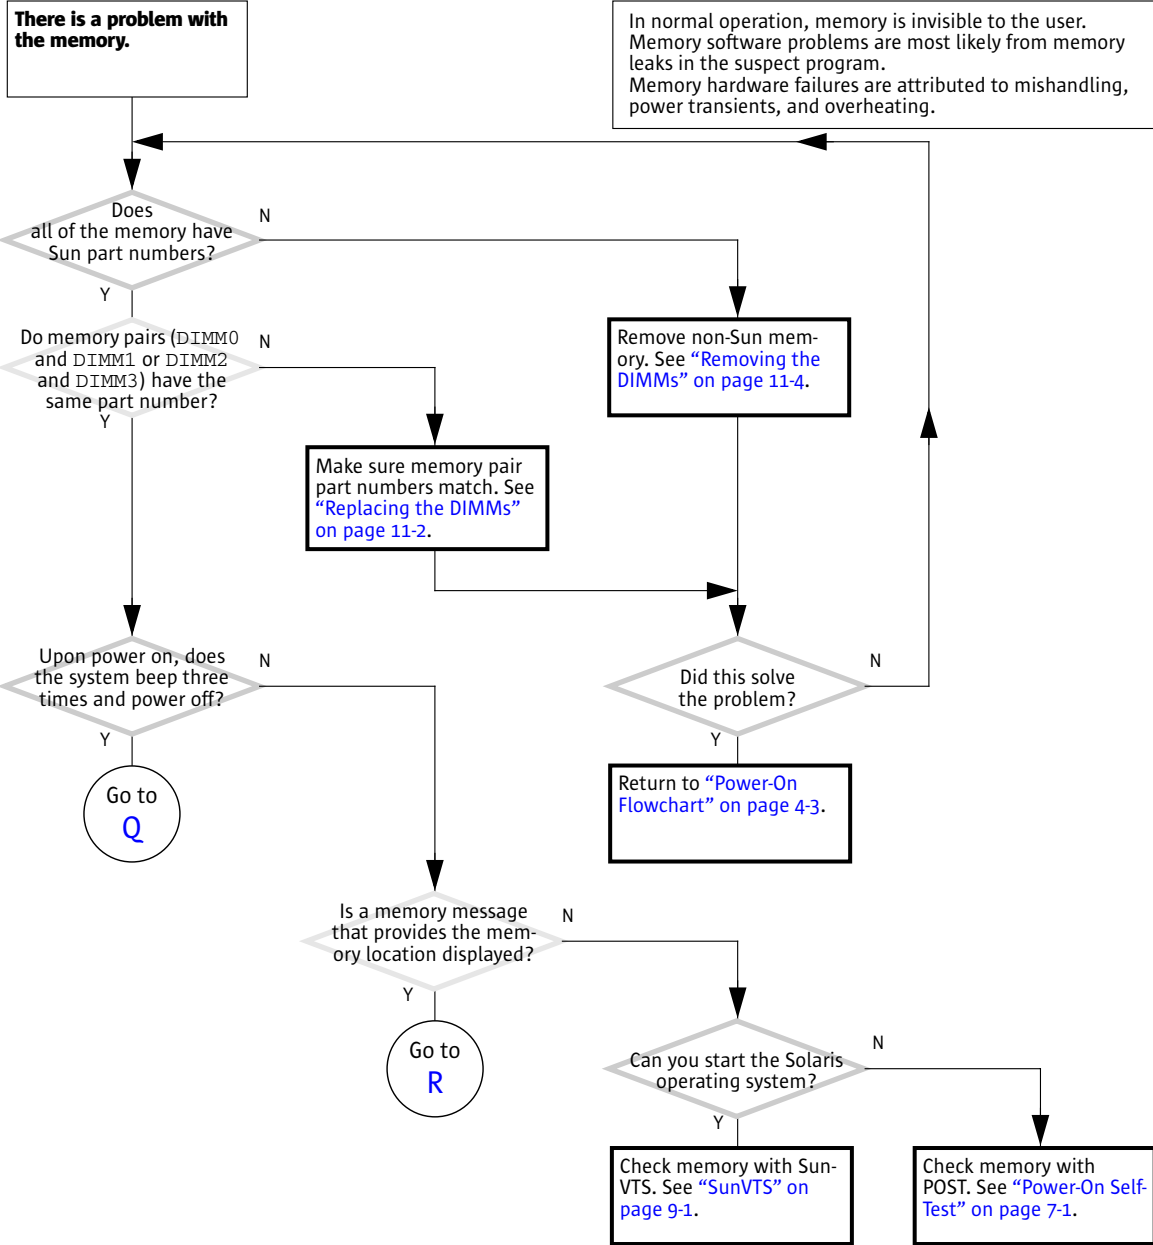 There is a problem with
the memory.
In normal operation, memory is invisible to the user.
Memory software problems are most likely from memory
leaks in the suspect program.
Memory hardware failures are attributed to mishandling,
power transients, and overheating.
Does
all of the memory have
Sun part numbers?
N
Y
Do memory pairs (DIMM0
and DIMM1 or DIMM2
and DIMM3) have the
same part number?
N
Y
Remove non-Sun mem-
ory. See “Removing the
DIMMs” on page 11-4.
Make sure memory pair
part numbers match. See
“Replacing the DIMMs”
on page 11-2.
Upon power on, does
the system beep three
times and power off?
N
Y
Did this solve
the problem?
N
Y
Go to
Q
Return to “Power-On
Flowchart” on page 4-3.
Is a memory message
that provides the mem-
ory location displayed?
N
Y
Go to
R
Can you start the Solaris
operating system?
N
Y
Check memory with Sun-
VTS. See “SunVTS” on
page 9-1.
Check memory with
POST. See “Power-On Self-
Test” on page 7-1.